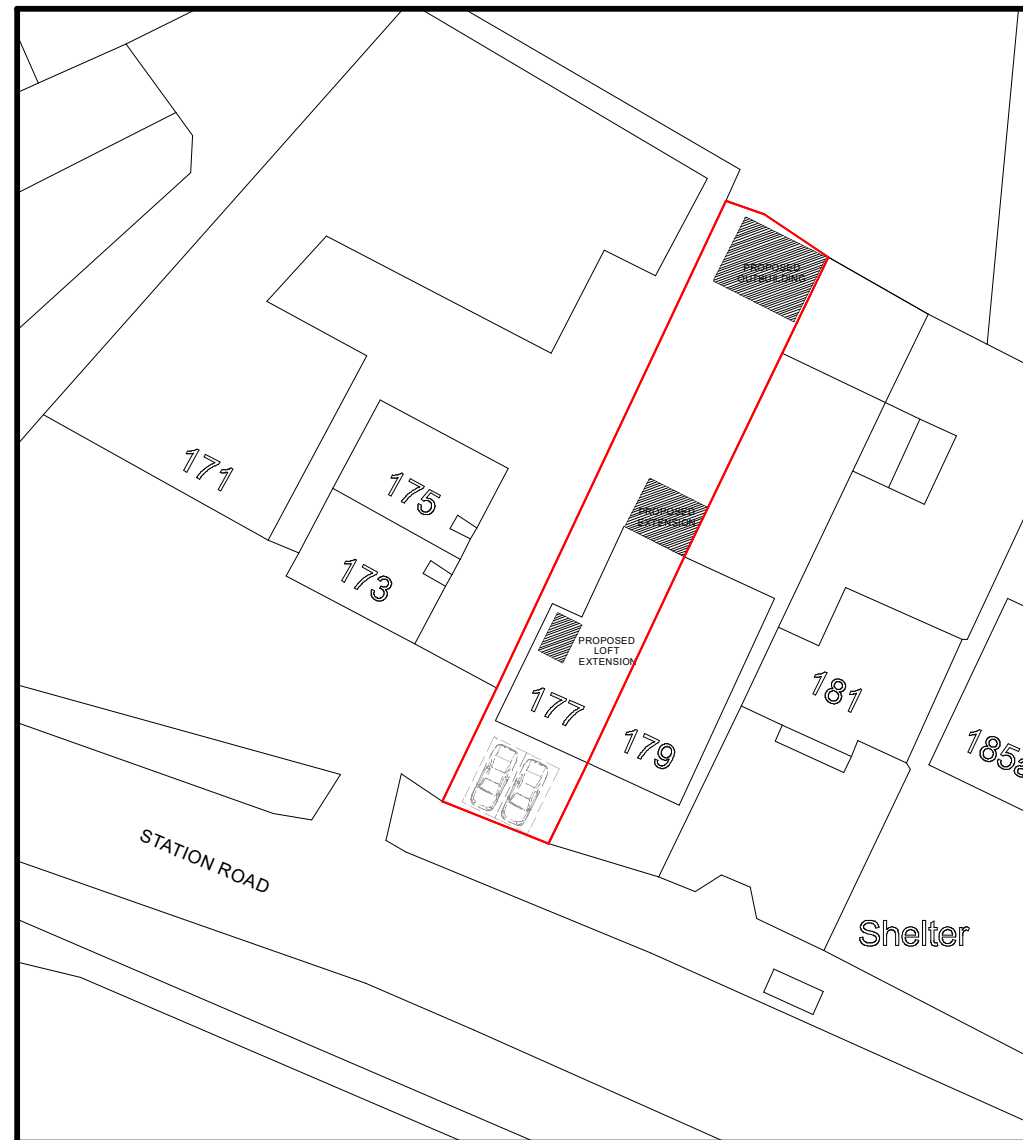 PROPOSED
OUTBUILDING
171
175
PROPOSED
EXTENSION
173
PROPOSED
LOFT
EXTENSION
177
181
179
185a
STATION ROAD
Shelter